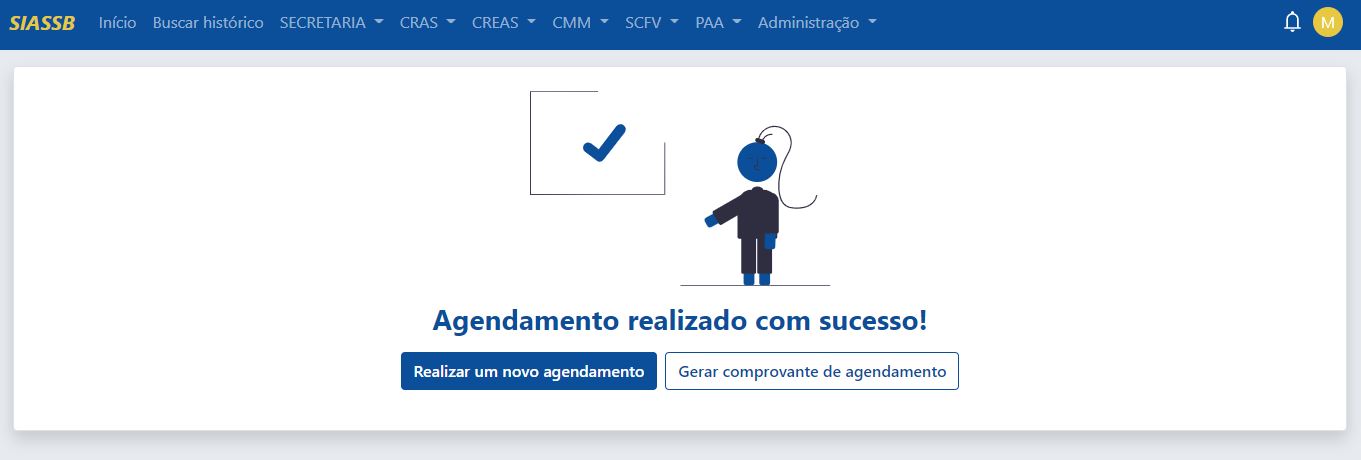 SIASSB Início Buscar histórico SECRETARIA CRAS CREAS CMM SCFV PAA Administração M
Agendamento realizado com sucesso!
Realizar um novo agendamento Gerar comprovante de agendamento